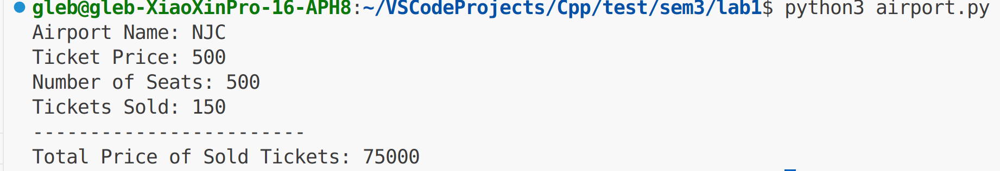 gleb@gleb-XiaoXinPro-16-APH8:~/VSCodeProjects/Cpp/test/sem3/lab1$ python3 airport.py
Airport Name: NJC
Ticket Price: 500
Number of Seats: 500
Tickets Sold: 150
------------------------
Total Price of Sold Tickets: 75000